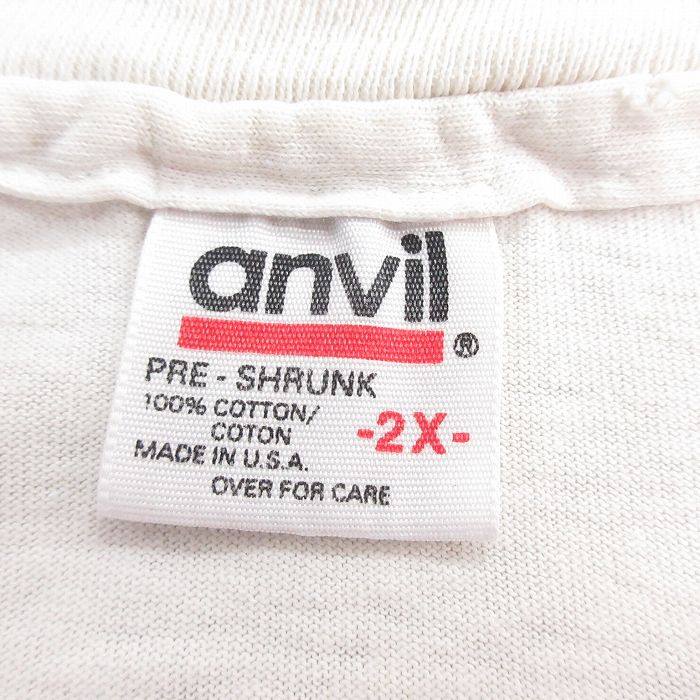 anvil
®
PRE - SHRUNK
100% COTTON/
COTON
-2X-
MADE IN U.S.A.
OVER FOR CARE